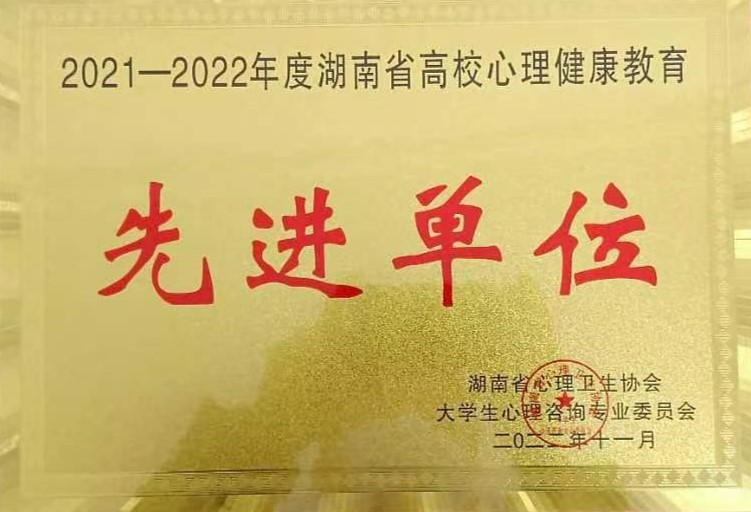 2021—2022年度湖南省高校心理健康教育
先进单位
湖南省心理卫生协会
大学生心理咨询专业委员会
二〇二二年十一月